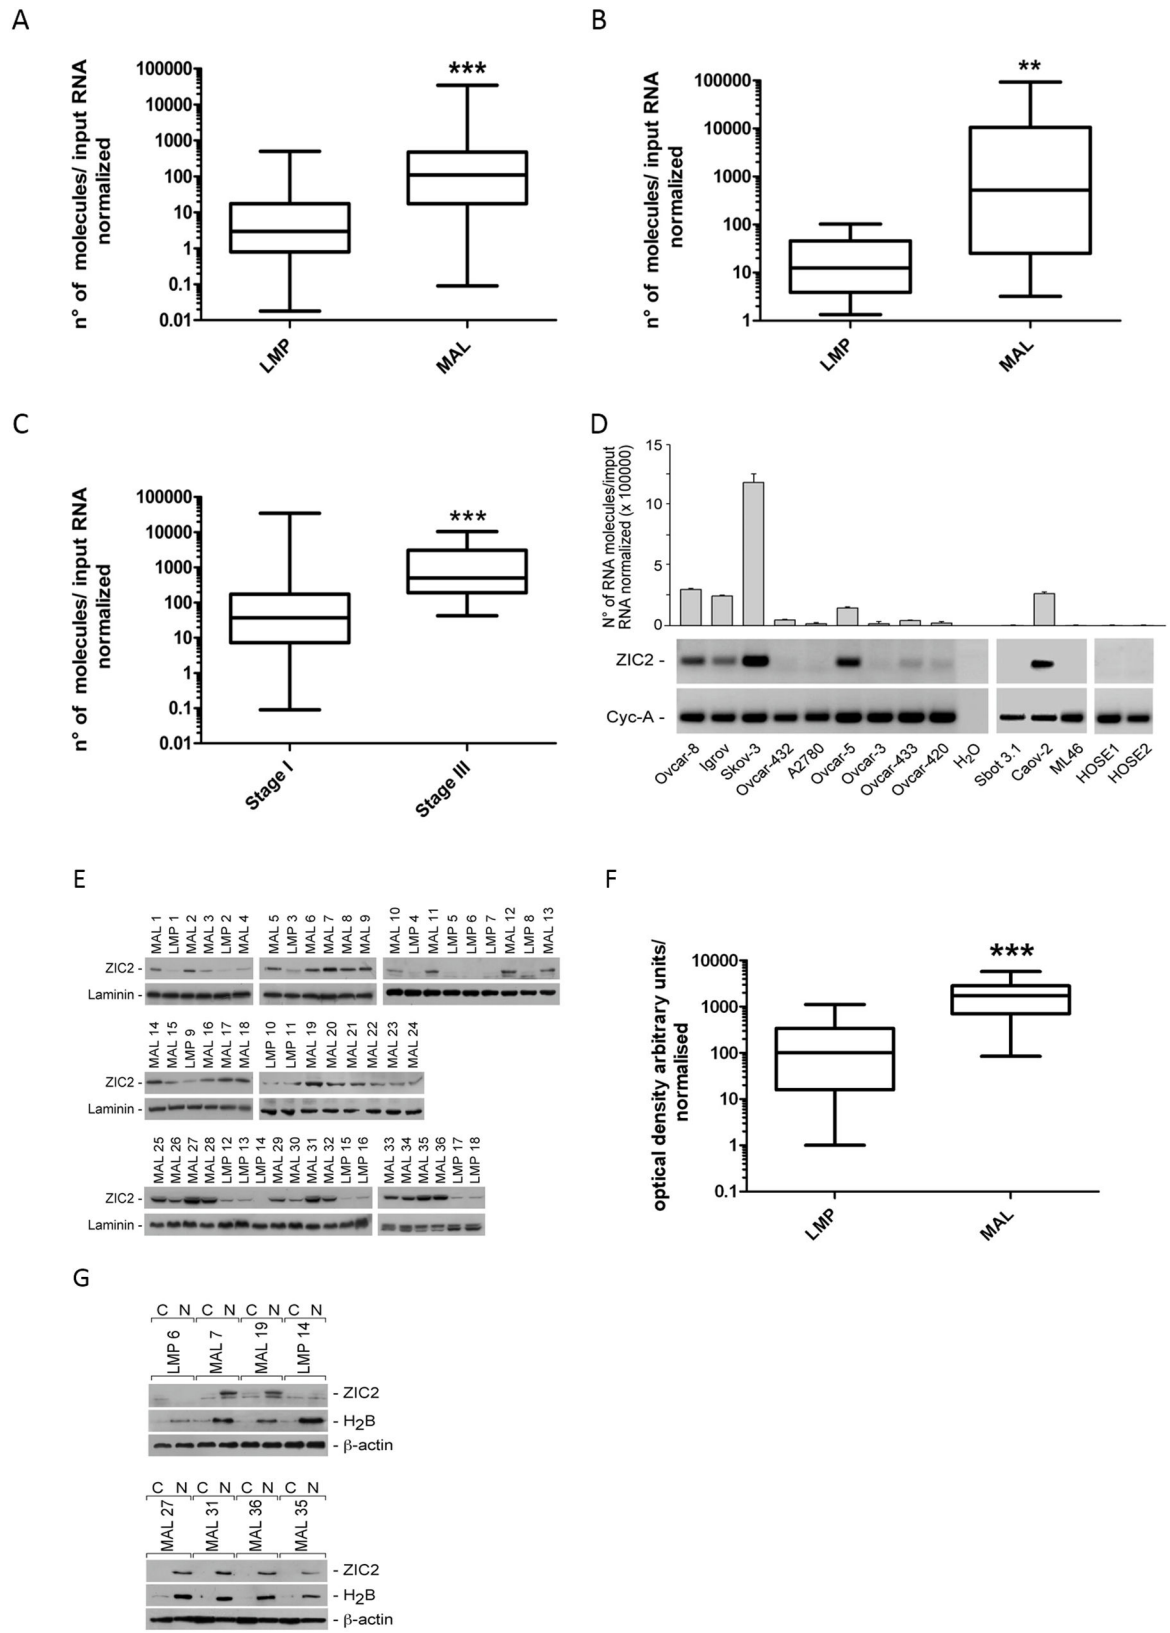 A
n° of molecules/ input RNA
normalized
100000
10000
1000
100
10
1
0.1
0.01
***
LMP
MAL
B
n° of molecules/ input RNA
normalized
100000
10000
1000
100
10
1
**
LMP
MAL
C
n° of molecules/ input RNA
normalized
100000
10000
1000
100
10
1
0.1
0.01
***
Stage I
Stage III
D
N° of RNA molecules/imput
RNA normalized (x 100000)
15
10
5
0
ZIC2 -
Cyc-A -
Ovcar-8
Igrov
Skov-3
Ovcar-432
A2780
Ovcar-5
Ovcar-3
Ovcar-433
Ovcar-420
H2O
Sbot 3.1
Caov-2
ML46
HOSE1
HOSE2
E
MAL 1
LMP 1
MAL 2
MAL 3
LMP 2
MAL 4
MAL 5
LMP 3
MAL 6
MAL 7
MAL 8
MAL 9
MAL 10
LMP 4
MAL 11
LMP 5
LMP 6
LMP 7
MAL 12
LMP 8
MAL 13
ZIC2 -
Laminin -
MAL 14
MAL 15
LMP 9
MAL 16
MAL 17
MAL 18
LMP 10
LMP 11
MAL 19
MAL 20
MAL 21
MAL 22
MAL 23
MAL 24
ZIC2 -
Laminin -
MAL 25
MAL 26
MAL 27
MAL 28
LMP 12
LMP 13
LMP 14
MAL 29
MAL 30
MAL 31
MAL 32
LMP 15
LMP 16
MAL 33
MAL 34
MAL 35
MAL 36
LMP 17
LMP 18
ZIC2 -
Laminin -
F
optical density arbitrary units/
normalised
10000
1000
100
10
1
0.1
***
LMP
MAL
G
C N C N C N C N
LMP 6
MAL 7
MAL 19
LMP 14
- ZIC2
- H2B
- β-actin
C N C N C N C N
MAL 27
MAL 31
MAL 36
MAL 35
- ZIC2
- H2B
- β-actin